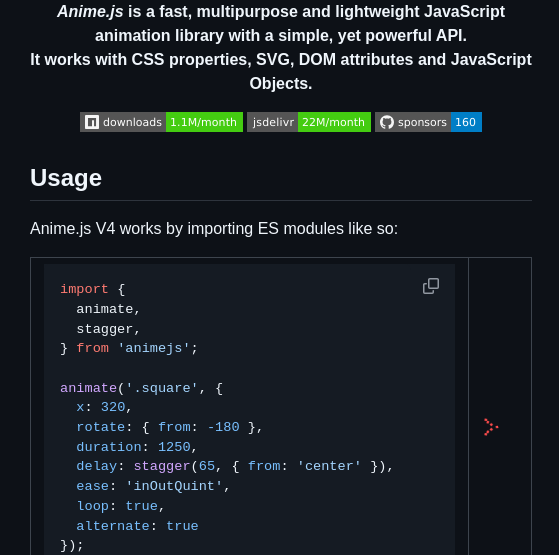 Anime.js is a fast, multipurpose and lightweight JavaScript
animation library with a simple, yet powerful API.
It works with CSS properties, SVG, DOM attributes and JavaScript
Objects.
downloads 1.1M/month jsdelivr 22M/month sponsors 160
Usage
Anime.js V4 works by importing ES modules like so:
import {
  animate,
  stagger,
} from 'animejs';

animate('.square', {
  x: 320,
  rotate: { from: -180 },
  duration: 1250,
  delay: stagger(65, { from: 'center' }),
  ease: 'inOutQuint',
  loop: true,
  alternate: true
});